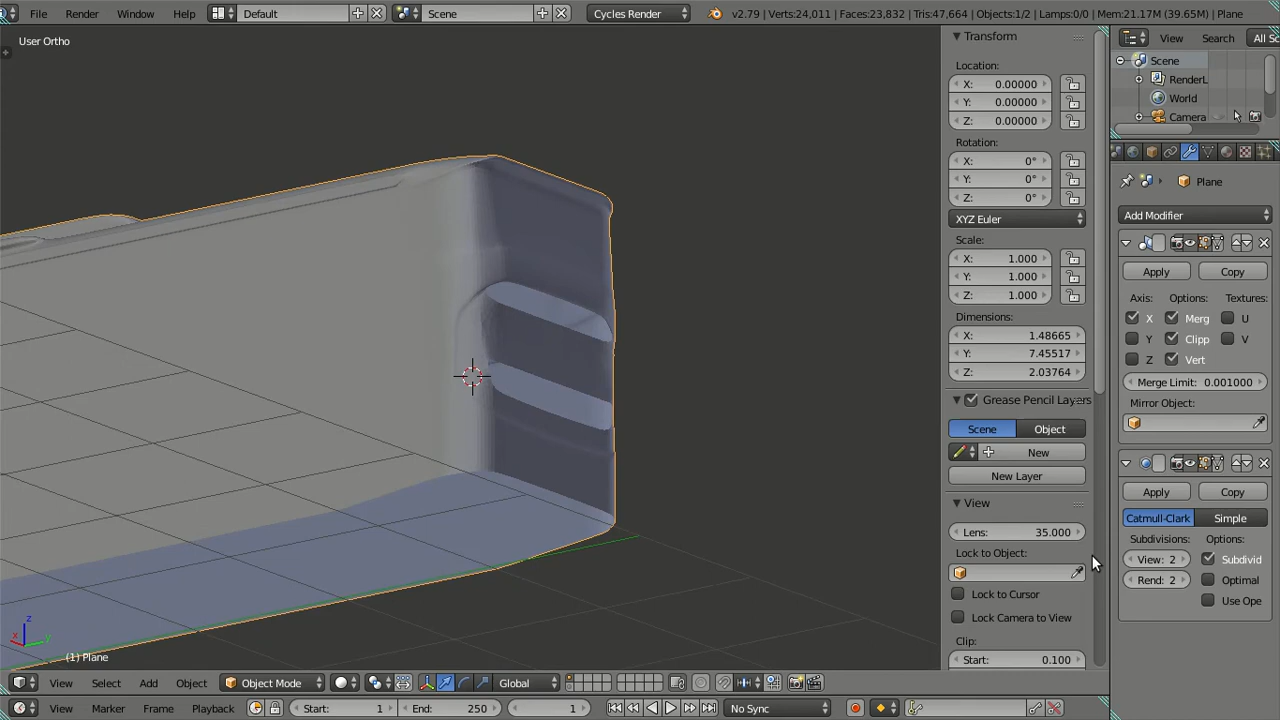 File Render Window Help Default Scene Cycles Render v2.79 | Verts:24,011 | Faces:23,832 | Tris:47,664 | Objects:1/2 | Lamps:0/0 | Mem:21.17M (39.65M) | Plane
User Ortho
Transform
Location:
X: 0.00000
Y: 0.00000
Z: 0.00000
Rotation:
X: 0°
Y: 0°
Z: 0°
XYZ Euler
Scale:
X: 1.000
Y: 1.000
Z: 1.000
Dimensions:
X: 1.48665
Y: 7.45517
Z: 2.03764
Grease Pencil Layers
Scene Object
New
New Layer
View
Lens: 35.000
Lock to Object:
Lock to Cursor
Lock Camera to View
Clip:
Start: 0.100
View Search All Sc
Scene
RenderL
World
Camera
Plane
Add Modifier
Apply Copy
Axis: Options: Textures:
X Merg U
Y Clipp V
Z Vert
Merge Limit: 0.001000
Mirror Object:
Apply Copy
Catmull-Clark Simple
Subdivisions: Options:
View: 2 Subdivid
Rend: 2 Optimal
Use Ope
z
x y
(1) Plane
View Select Add Object Object Mode Global
View Marker Frame Playback Start: 1 End: 250 1 No Sync